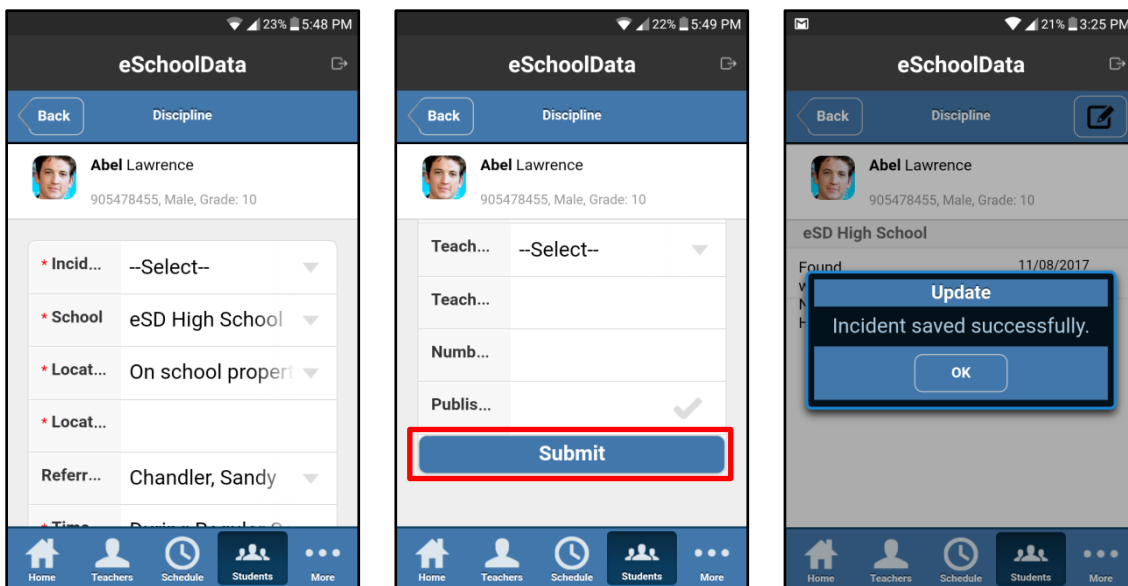 23% 5:48 PM
eSchoolData
Back Discipline
Abel Lawrence
905478455, Male, Grade: 10
* Incid... --Select--
* School eSD High School
* Locat... On school propert
* Locat...
Referr... Chandler, Sandy
Home Teachers Schedule Students More
22% 5:49 PM
eSchoolData
Back Discipline
Abel Lawrence
905478455, Male, Grade: 10
Teach... --Select--
Teach...
Numb...
Publis...
Submit
Home Teachers Schedule Students More
21% 3:25 PM
eSchoolData
Back Discipline
Abel Lawrence
905478455, Male, Grade: 10
eSD High School
Found 11/08/2017
Update
Incident saved successfully.
OK
Home Teachers Schedule Students More